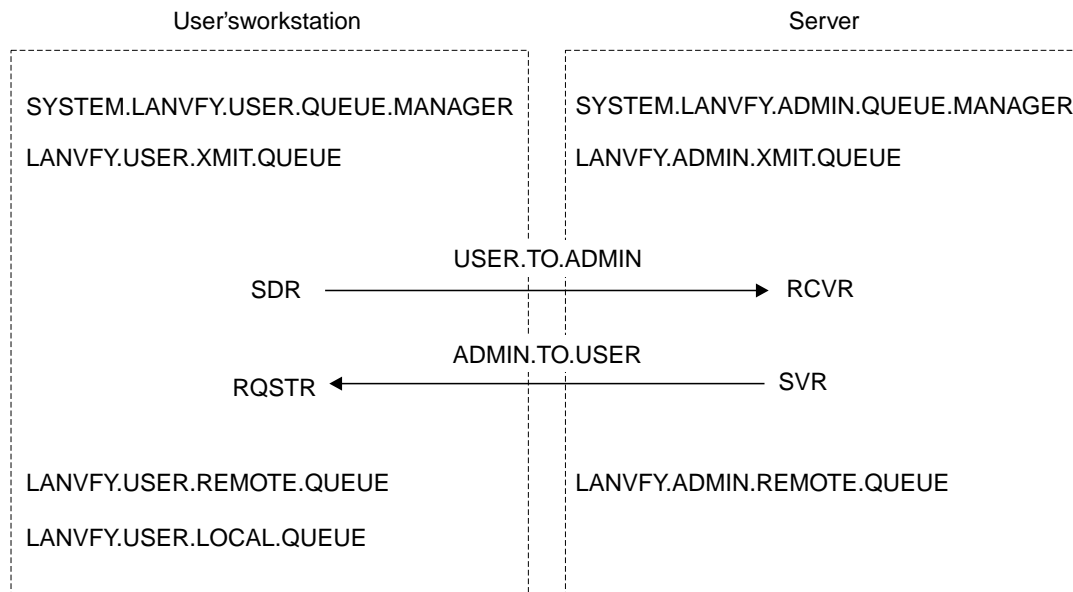 User'sworkstation
Server
SYSTEM.LANVFY.USER.QUEUE.MANAGER
SYSTEM.LANVFY.ADMIN.QUEUE.MANAGER
LANVFY.USER.XMIT.QUEUE
LANVFY.ADMIN.XMIT.QUEUE
USER.TO.ADMIN
SDR
RCVR
ADMIN.TO.USER
RQSTR
SVR
LANVFY.USER.REMOTE.QUEUE
LANVFY.ADMIN.REMOTE.QUEUE
LANVFY.USER.LOCAL.QUEUE